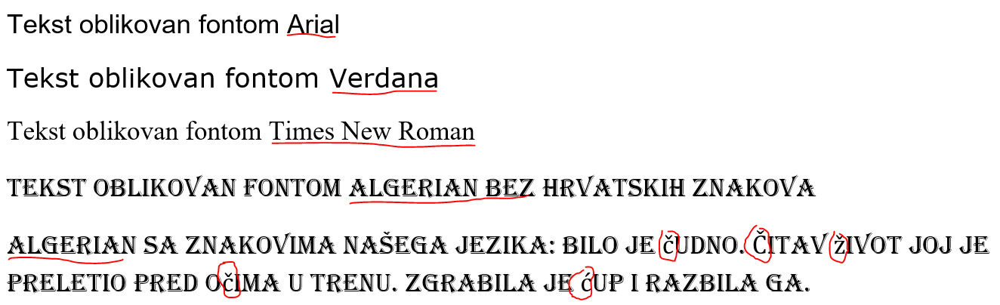 Tekst oblikovan fontom Arial
Tekst oblikovan fontom Verdana
Tekst oblikovan fontom Times New Roman
TEKST OBLIKOVAN FONTOM ALGERIAN BEZ HRVATSKIH ZNAKOVA
ALGERIAN SA ZNAKOVIMA NAŠEGA JEZIKA: BILO JE čUDNO. ČITAV žIVOT JOJ JE
PRELETIO PRED OčIMA U TRENU. ZGRABILA JE ćUP I RAZBILA GA.